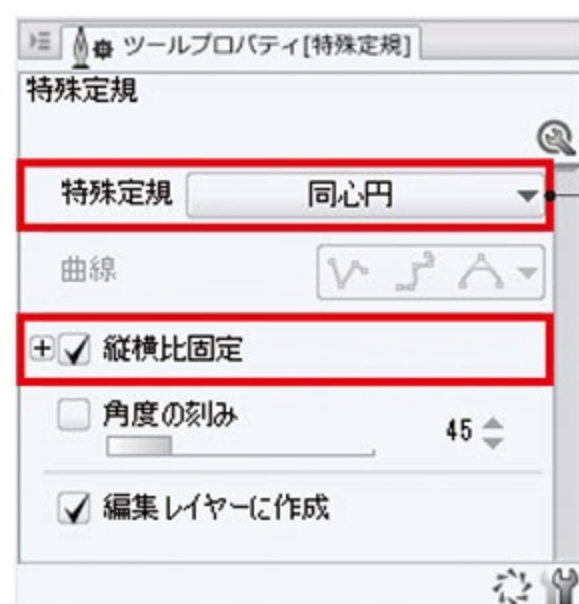 ツールプロパティ[特殊定規]
特殊定規
特殊定規 同心円
曲線
縦横比固定
角度の刻み 45
編集レイヤーに作成